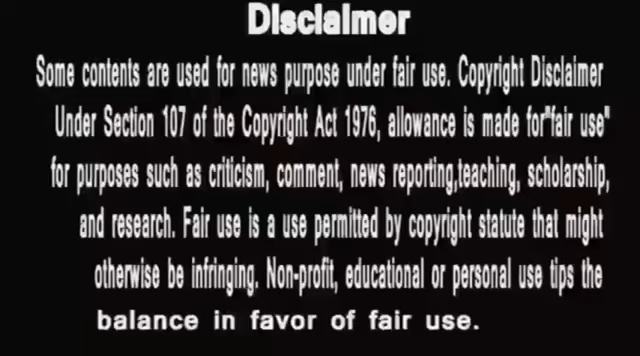 Disclaimer
Some contents are used for news purpose under fair use. Copyright Disclaimer
Under Section 107 of the Copyright Act 1976, allowance is made for"fair use"
for purposes such as criticism, comment, news reporting,teaching, scholarship,
and research. Fair use is a use permitted by copyright statute that might
otherwise be infringing. Non-profit, educational or personal use tips the
balance in favor of fair use.